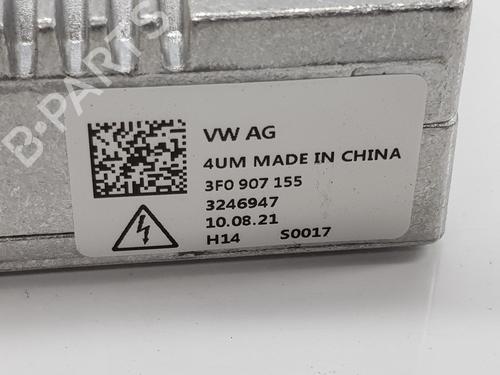 B-PARTS
VW AG
4UM MADE IN CHINA
3F0 907 155
3246947
10.08.21
H14 S0017